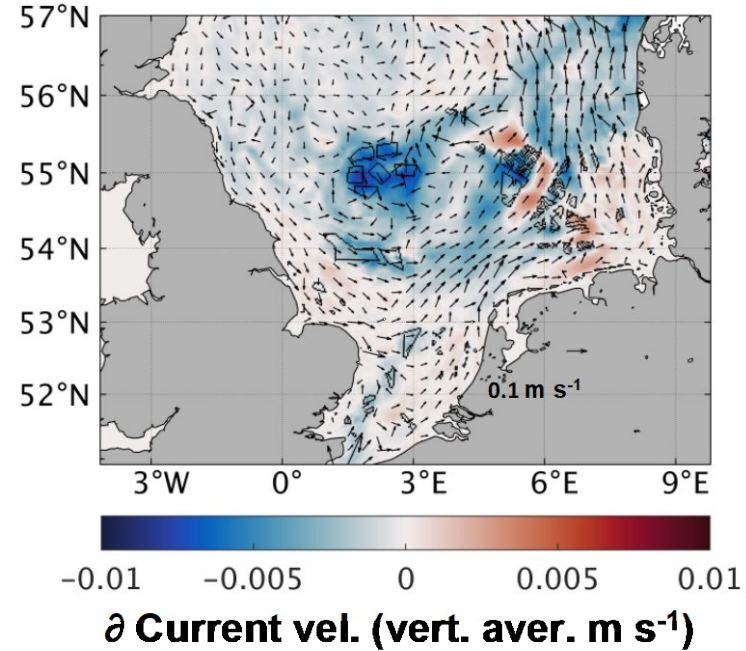 57°N
56°N
55°N
54°N
53°N
52°N
0.1 m s⁻¹
3°W 0° 3°E 6°E 9°E
−0.01 −0.005 0 0.005 0.01
∂ Current vel. (vert. aver. m s⁻¹)